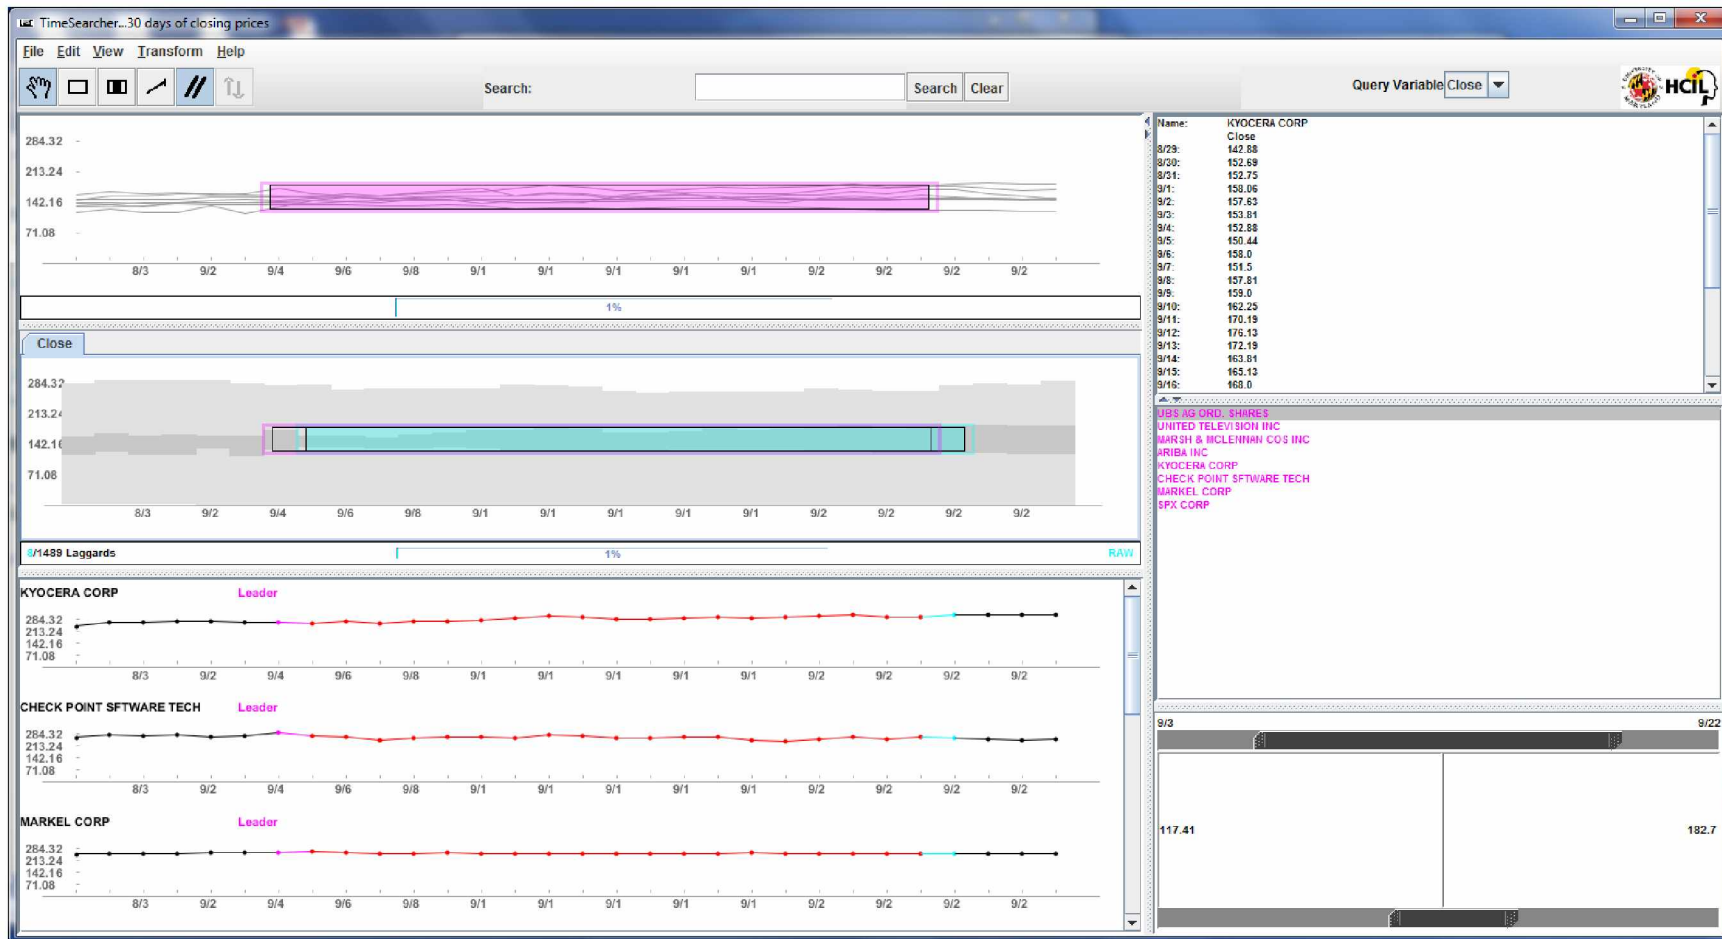 TimeSearcher...30 days of closing prices
File Edit View Transform Help
Search: Search Clear Query Variable Close HCIL
284.32
213.24
142.16
71.08
8/3 9/2 9/4 9/6 9/8 9/1 9/1 9/1 9/1 9/1 9/2 9/2 9/2 9/2
1%
Close
284.32
213.24
142.16
71.08
8/3 9/2 9/4 9/6 9/8 9/1 9/1 9/1 9/1 9/1 9/2 9/2 9/2 9/2
8/1489 Laggards 1% RAW
KYOCERA CORP Leader
284.32
213.24
142.16
71.08
8/3 9/2 9/4 9/6 9/8 9/1 9/1 9/1 9/1 9/1 9/2 9/2 9/2 9/2
CHECK POINT SFTWARE TECH Leader
284.32
213.24
142.16
71.08
8/3 9/2 9/4 9/6 9/8 9/1 9/1 9/1 9/1 9/1 9/2 9/2 9/2 9/2
MARKEL CORP Leader
284.32
213.24
142.16
71.08
8/3 9/2 9/4 9/6 9/8 9/1 9/1 9/1 9/1 9/1 9/2 9/2 9/2 9/2
Name: KYOCERA CORP
Close
8/29: 142.88
8/30: 152.69
8/31: 152.75
9/1: 158.06
9/2: 157.63
9/3: 153.81
9/4: 152.88
9/5: 150.44
9/6: 158.0
9/7: 151.5
9/8: 157.81
9/9: 159.0
9/10: 162.25
9/11: 170.19
9/12: 176.13
9/13: 172.19
9/14: 163.81
9/15: 165.13
9/16: 168.0
UBS AG ORD. SHARES
UNITED TELEVISION INC
MARSH & MCLENNAN COS INC
ARIBA INC
KYOCERA CORP
CHECK POINT SFTWARE TECH
MARKEL CORP
SPX CORP
9/3 9/22
117.41 182.7